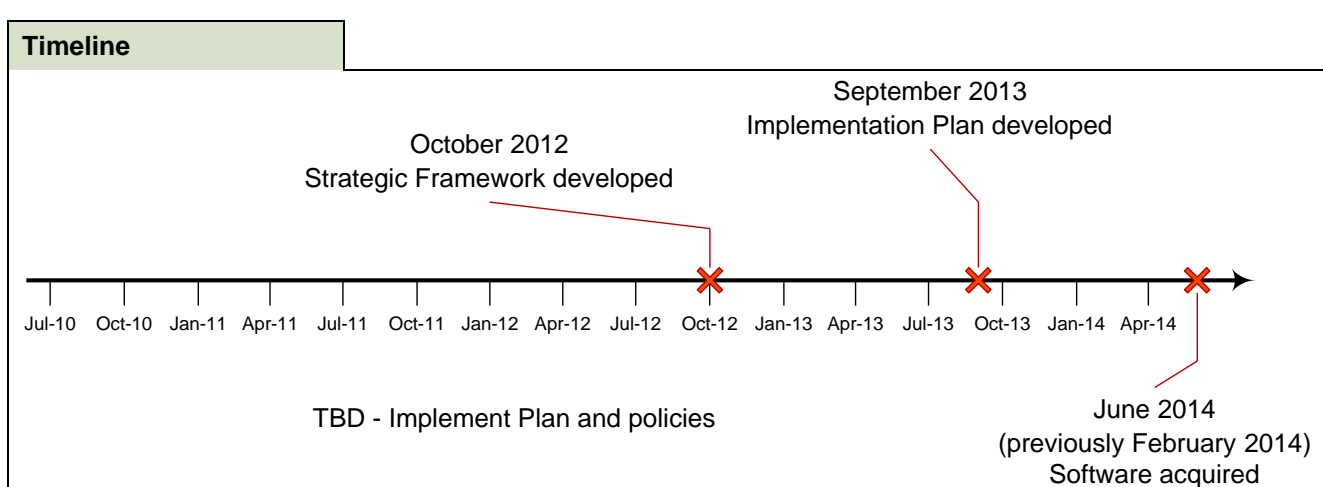 Timeline
September 2013
Implementation Plan developed
October 2012
Strategic Framework developed
Jul-10 Oct-10 Jan-11 Apr-11 Jul-11 Oct-11 Jan-12 Apr-12 Jul-12 Oct-12 Jan-13 Apr-13 Jul-13 Oct-13 Jan-14 Apr-14
TBD - Implement Plan and policies
June 2014
(previously February 2014)
Software acquired